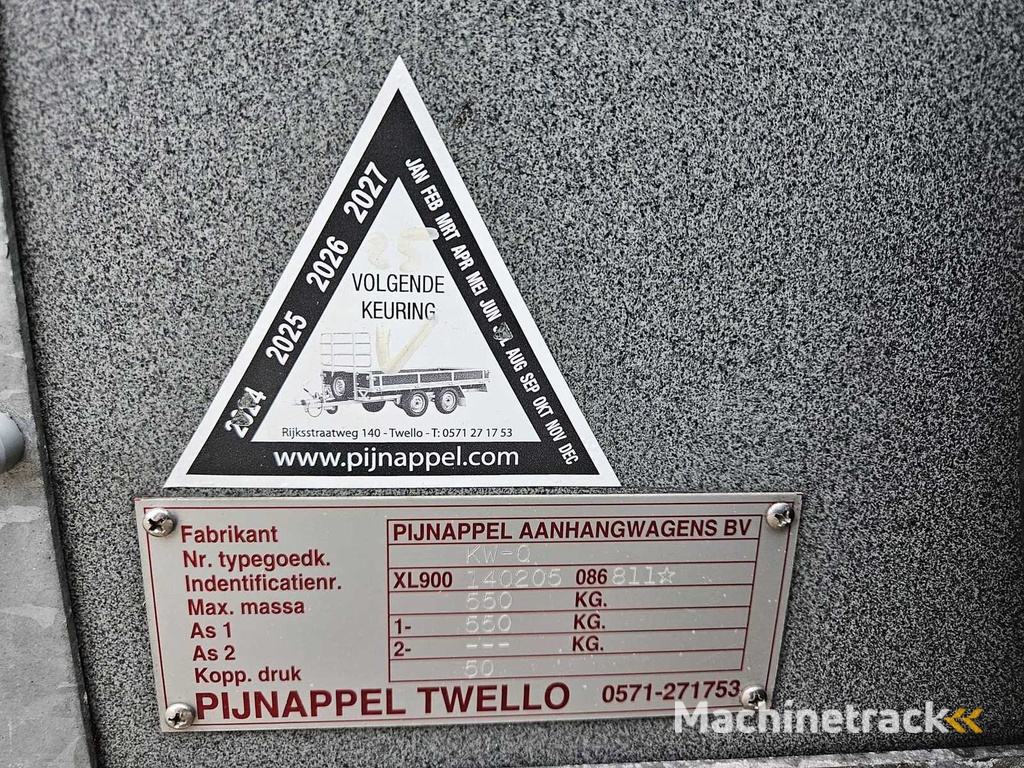 2025 2026 2027
JAN FEB MRT APR MEI JUN AUG SEP OKT NOV DEC
VOLGENDE
KEURING
Rijksstraatweg 140 - Twello - T: 0571 27 17 53
www.pijnappel.com
Fabrikant PIJNAPPEL AANHANGWAGENS BV
Nr. typegoedk. KW-Q
Indentificatienr. XL900 140205 086 811☆
Max. massa 550 KG.
As 1 1- 550 KG.
As 2 2- --- KG.
Kopp. druk 50
PIJNAPPEL TWELLO 0571-271753
Machinetrack